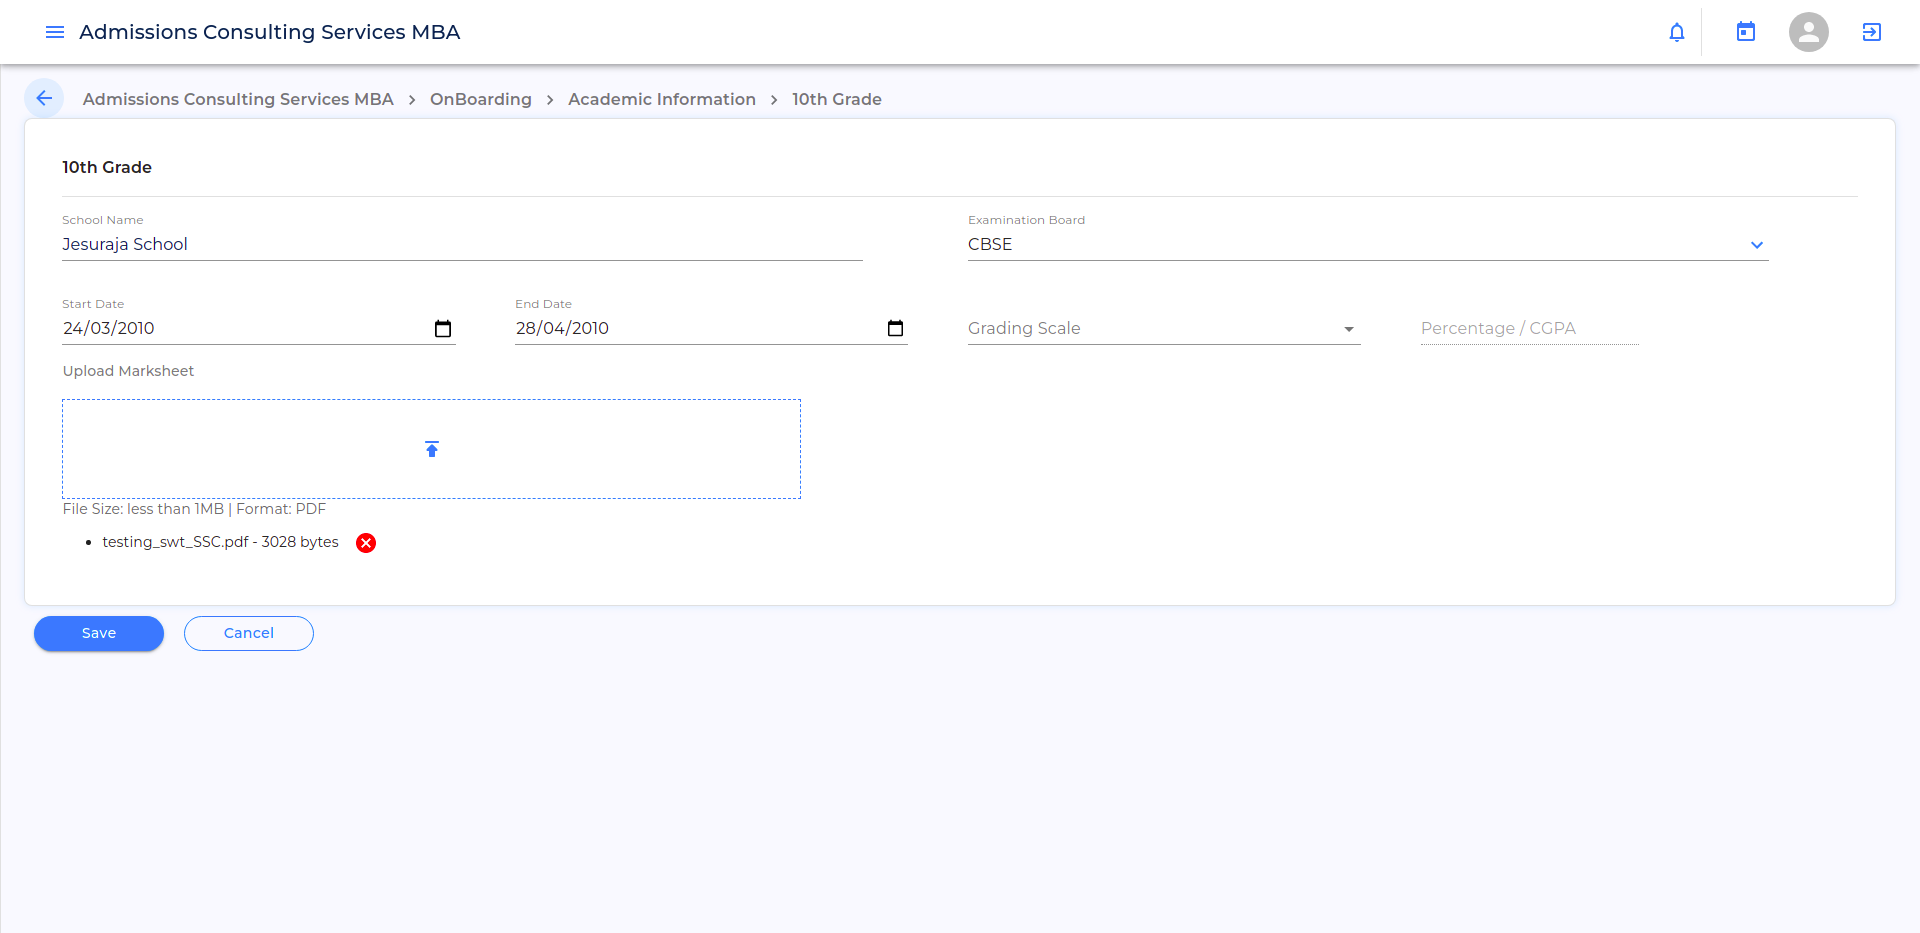 Admissions Consulting Services MBA
Admissions Consulting Services MBA > OnBoarding > Academic Information > 10th Grade
10th Grade
School Name
Jesuraja School
Examination Board
CBSE
Start Date
24/03/2010
End Date
28/04/2010
Grading Scale
Percentage / CGPA
Upload Marksheet
File Size: less than 1MB | Format: PDF
• testing_swt_SSC.pdf - 3028 bytes
Save
Cancel